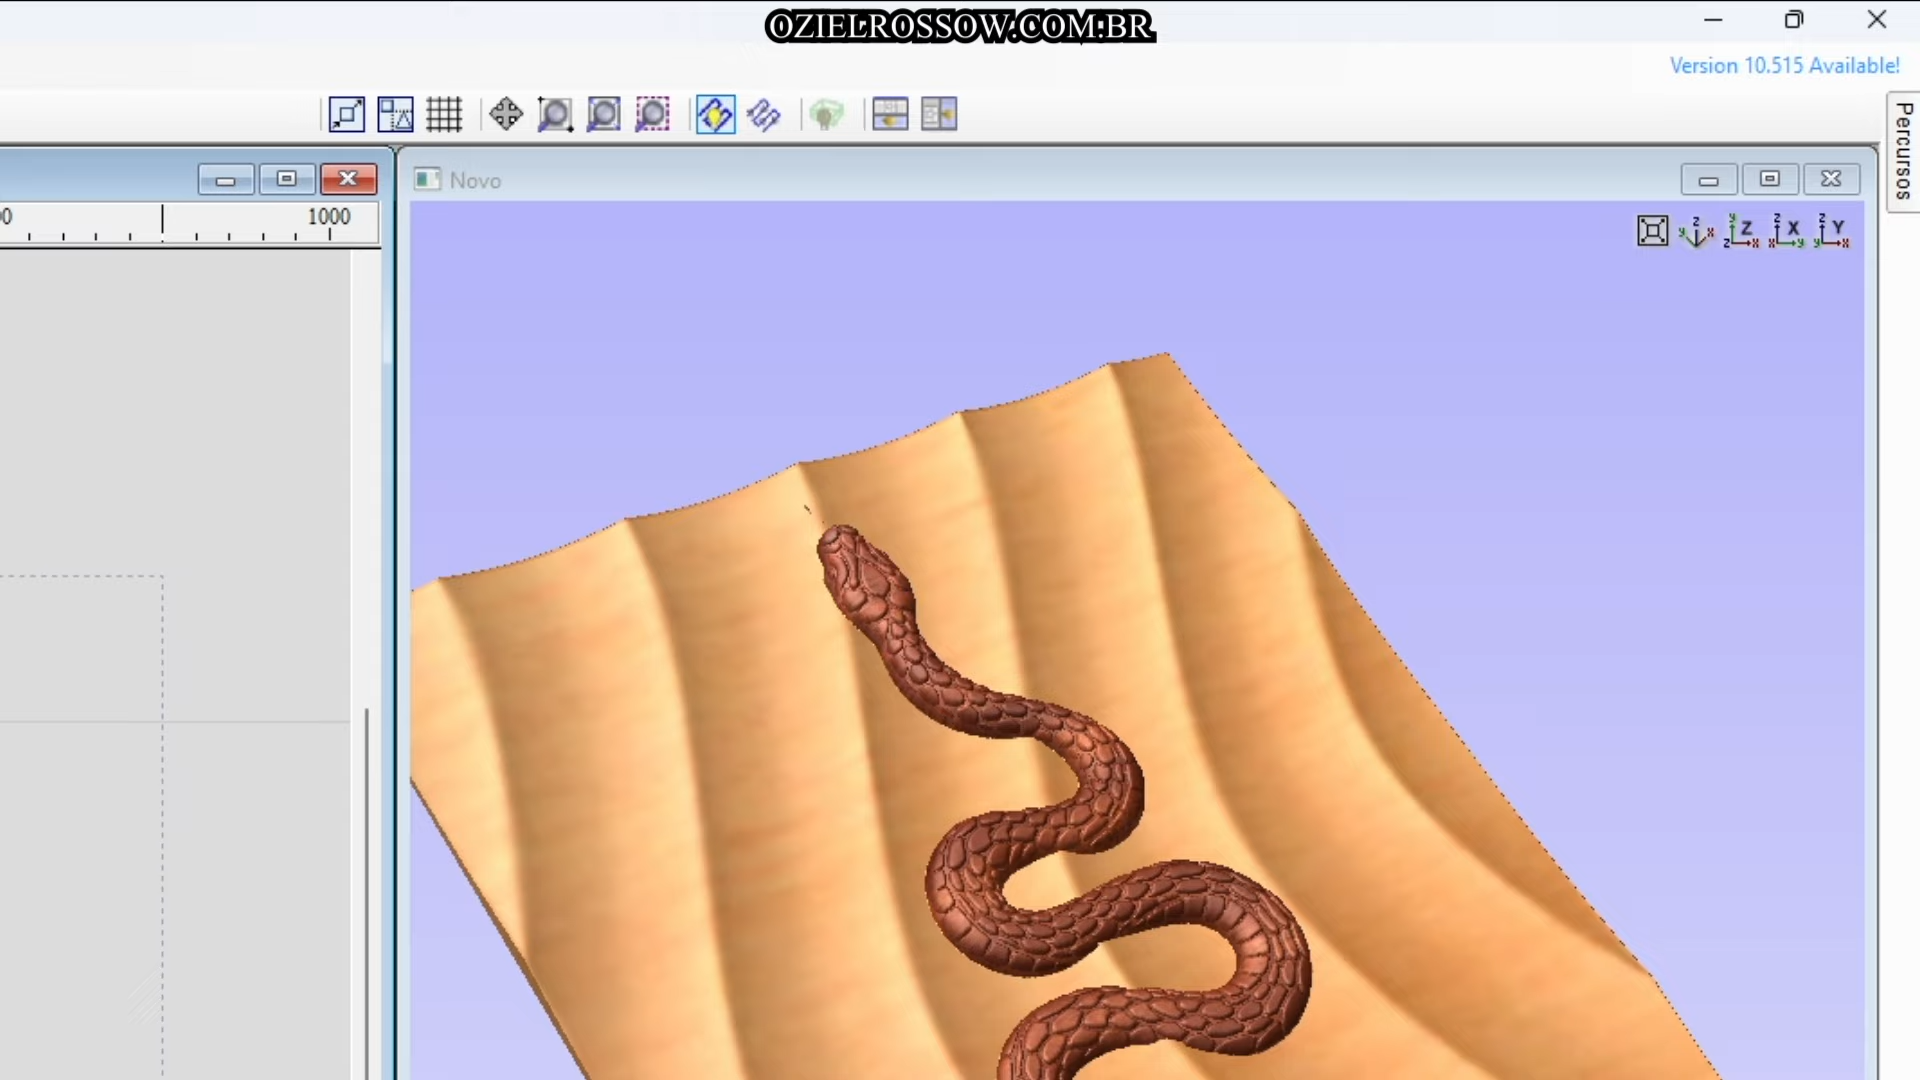 OZIELROSSOW.COM.BR
Version 10.515 Available!
Percursos
Novo
1000
z
y x
y
Z
z x
z
X
x y
z
Y
y x